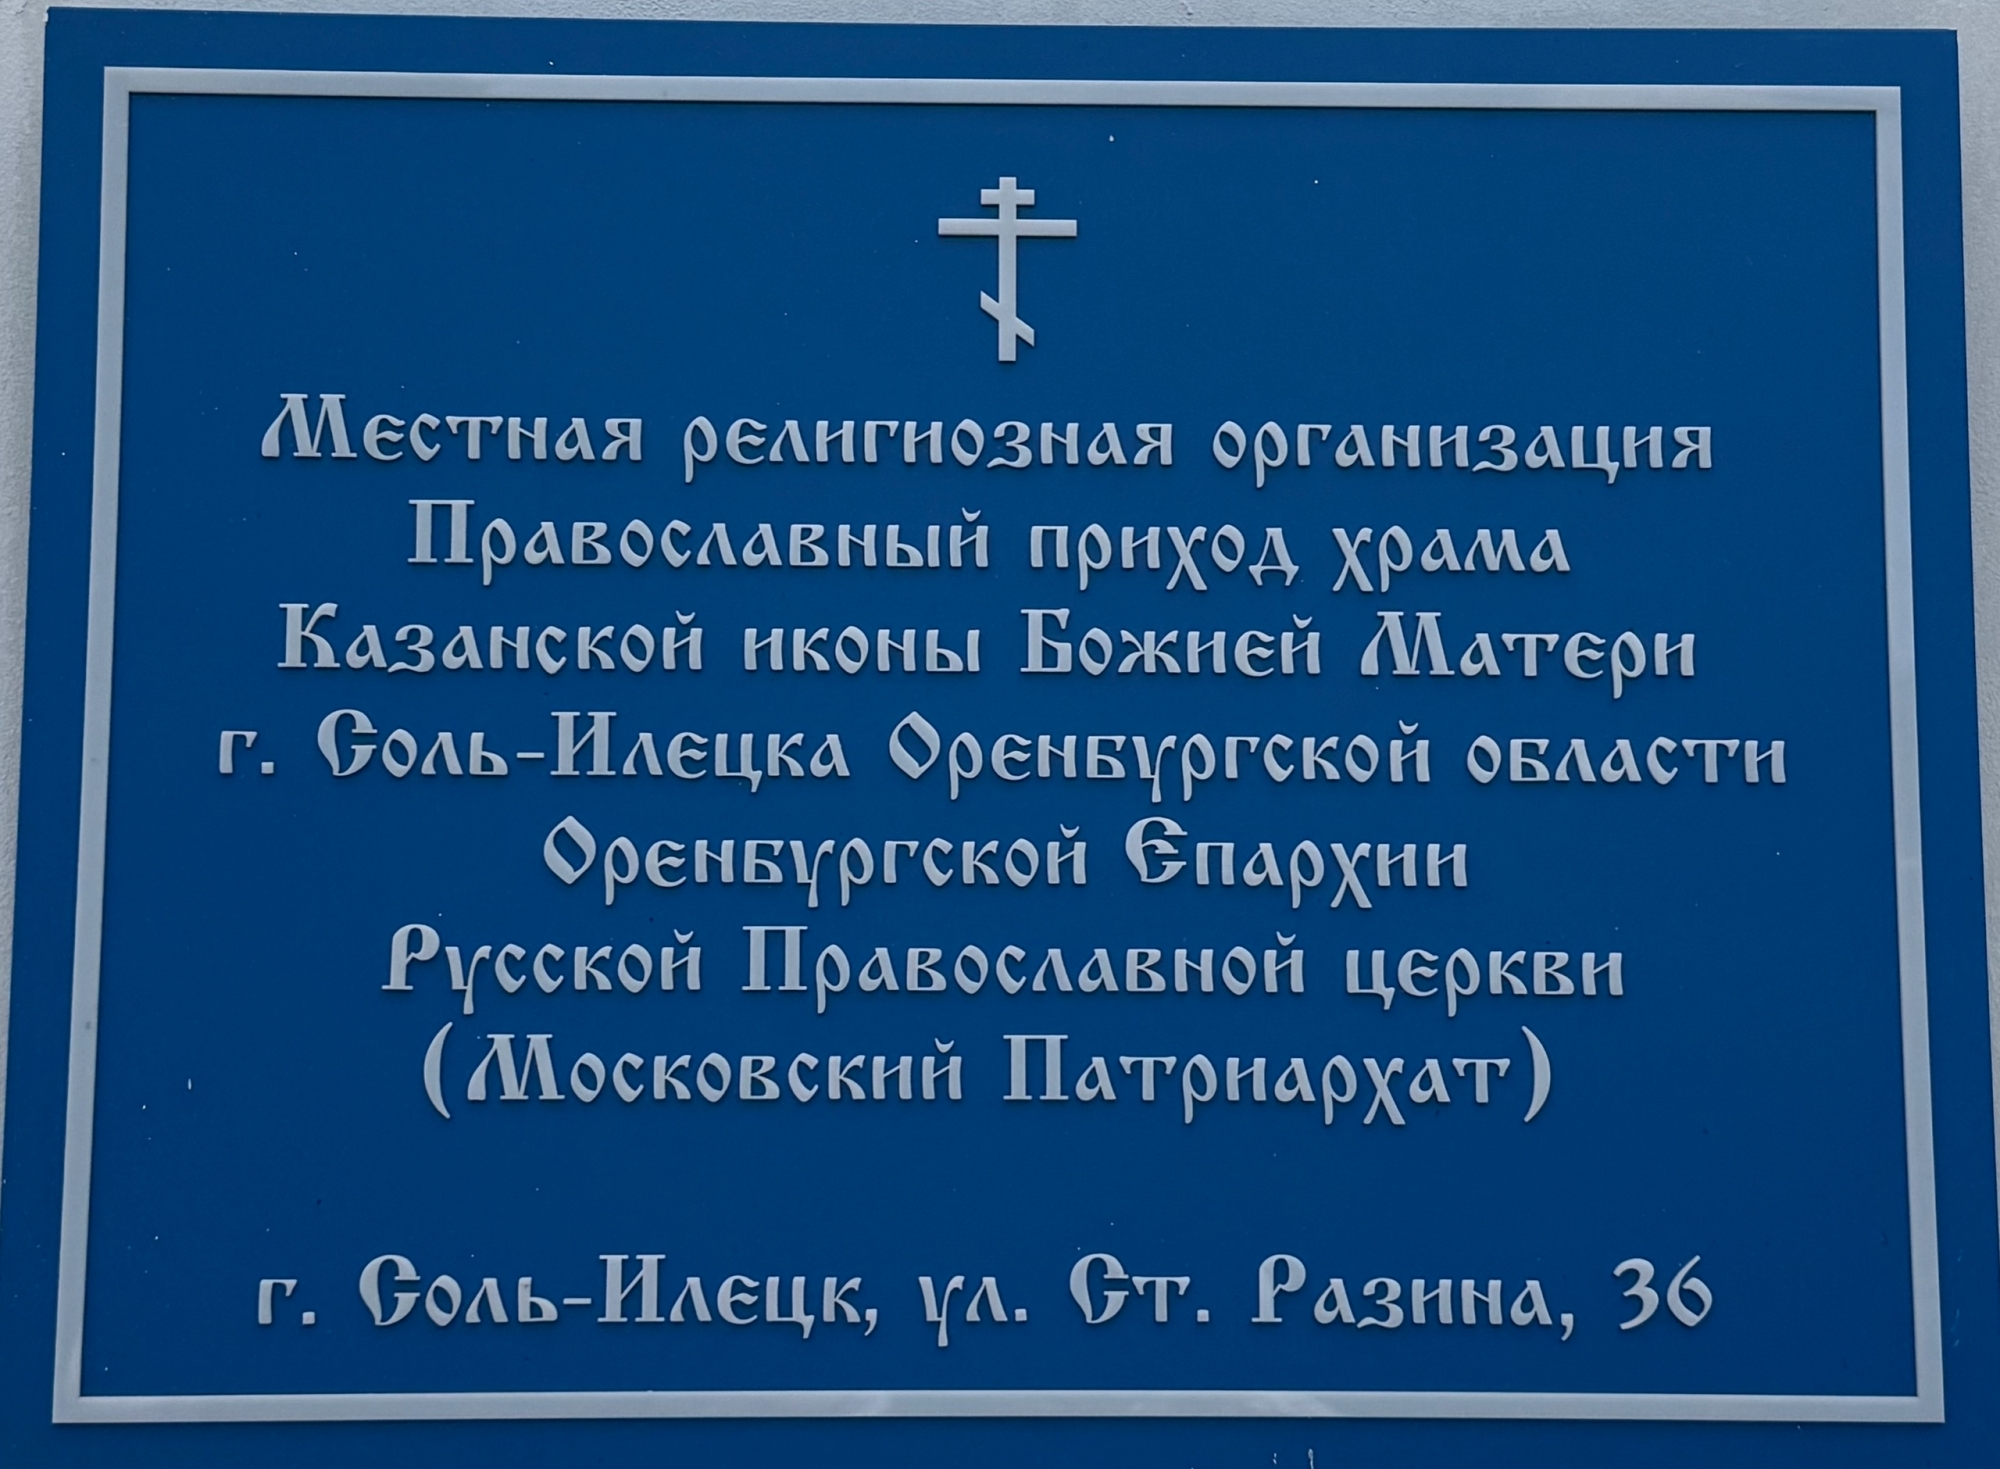 Местная религиозная организация
Православный приход храма
Казанской иконы Божией Матери
г. Соль-Илецка Оренбургской области
Оренбургской Епархии
Русской Православной церкви
(Московский Патриархат)
г. Соль-Илецк, ул. Ст. Разина, 36